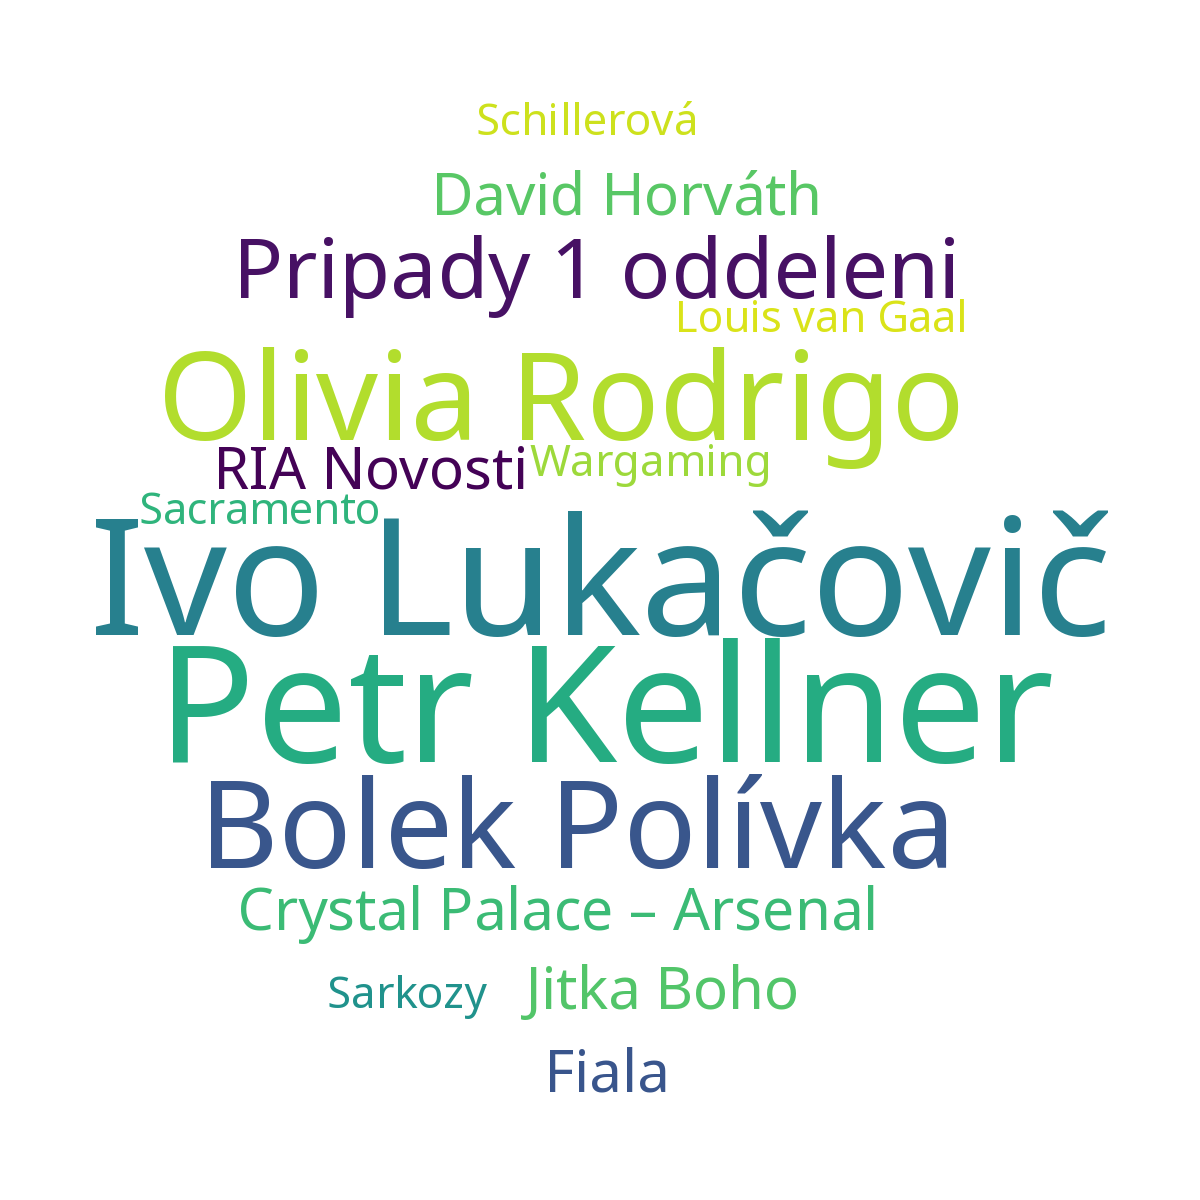 Schillerová
David Horváth
Pripady 1 oddeleni
Louis van Gaal
Olivia Rodrigo
RIA Novosti
Wargaming
Sacramento
Ivo Lukačovič
Petr Kellner
Bolek Polívka
Crystal Palace – Arsenal
Sarkozy
Jitka Boho
Fiala